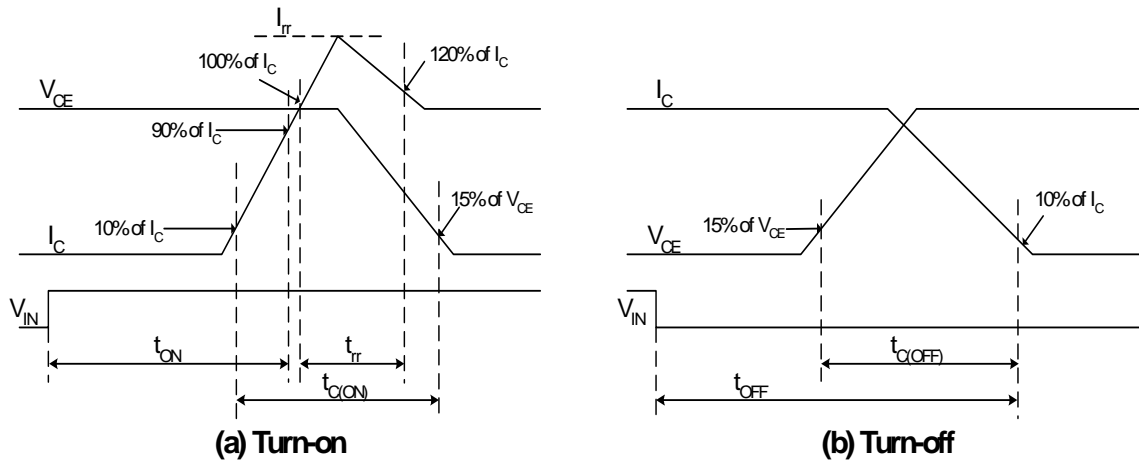 I_rr
100% of I_C
120% of I_C
V_CE
90% of I_C
10% of I_C
15% of V_CE
I_C
V_IN
t_ON
t_rr
t_C(ON)
(a) Turn-on
I_C
15% of V_CE
10% of I_C
V_CE
V_IN
t_C(OFF)
t_OFF
(b) Turn-off